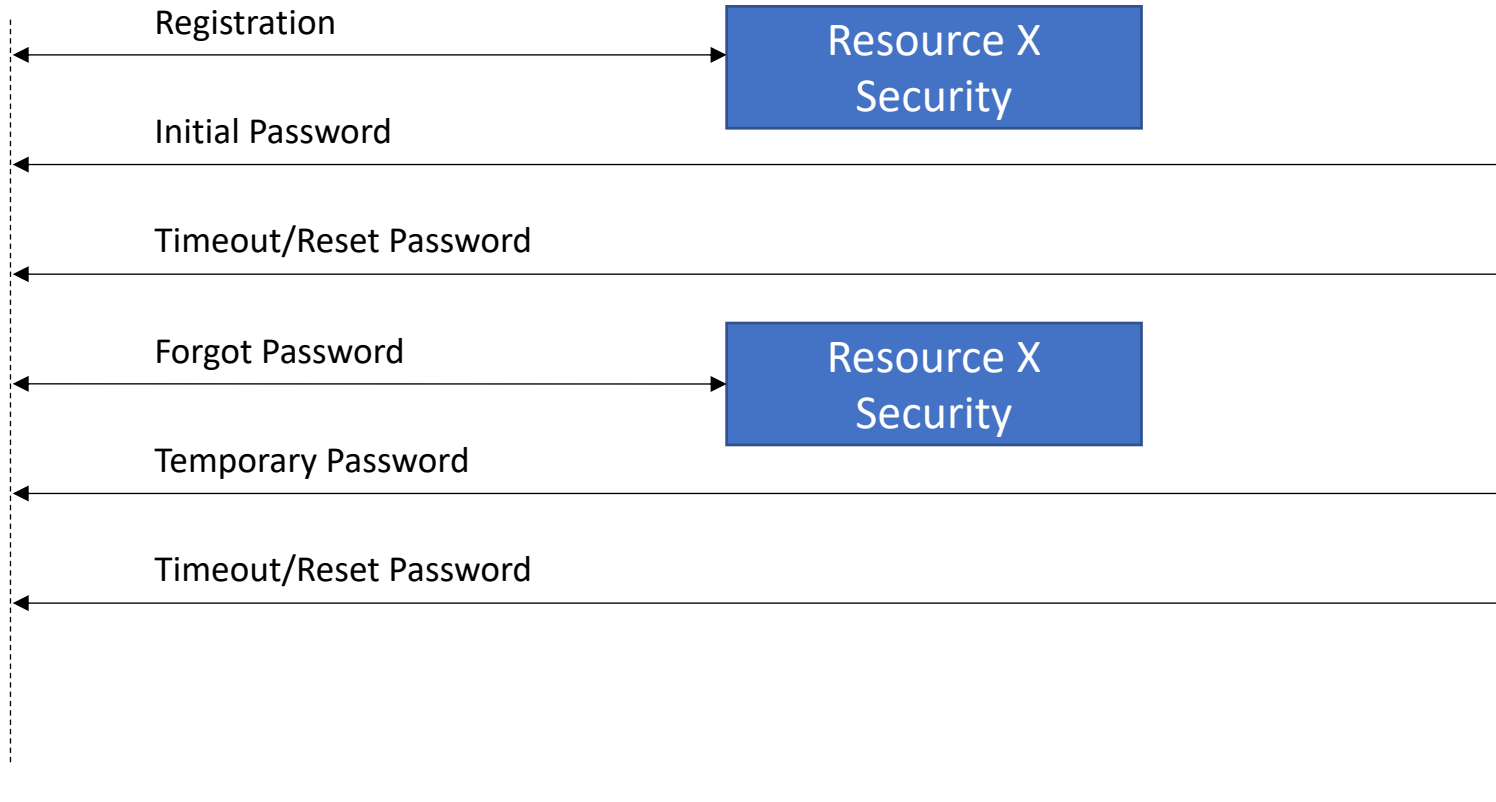 Registration
Resource X
Security
Initial Password
Timeout/Reset Password
Forgot Password
Resource X
Security
Temporary Password
Timeout/Reset Password